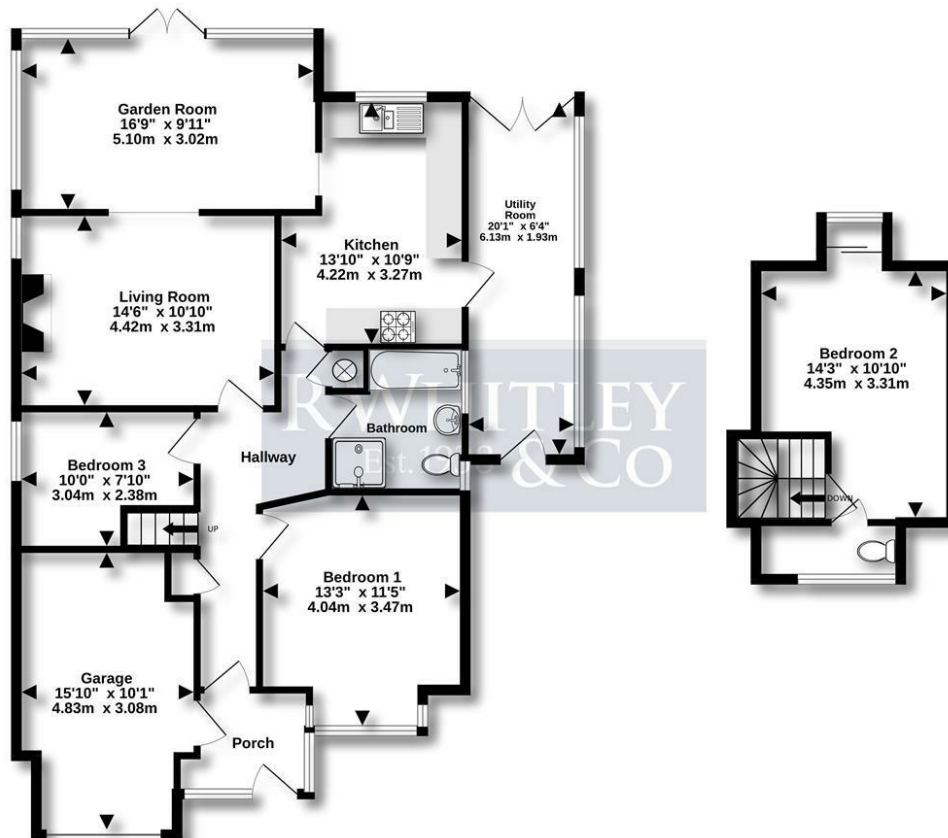 Garden Room
16'9" x 9'11"
5.10m x 3.02m
Utility
Room
20'1" x 6'4"
6.13m x 1.93m
Kitchen
13'10" x 10'9"
4.22m x 3.27m
Living Room
14'6" x 10'10"
4.42m x 3.31m
Bedroom 2
14'3" x 10'10"
4.35m x 3.31m
DOWN
RWHITLEY
Est. & CO
Bathroom
Hallway
Bedroom 3
10'0" x 7'10"
3.04m x 2.38m
UP
Bedroom 1
13'3" x 11'5"
4.04m x 3.47m
Garage
15'10" x 10'1"
4.83m x 3.08m
Porch